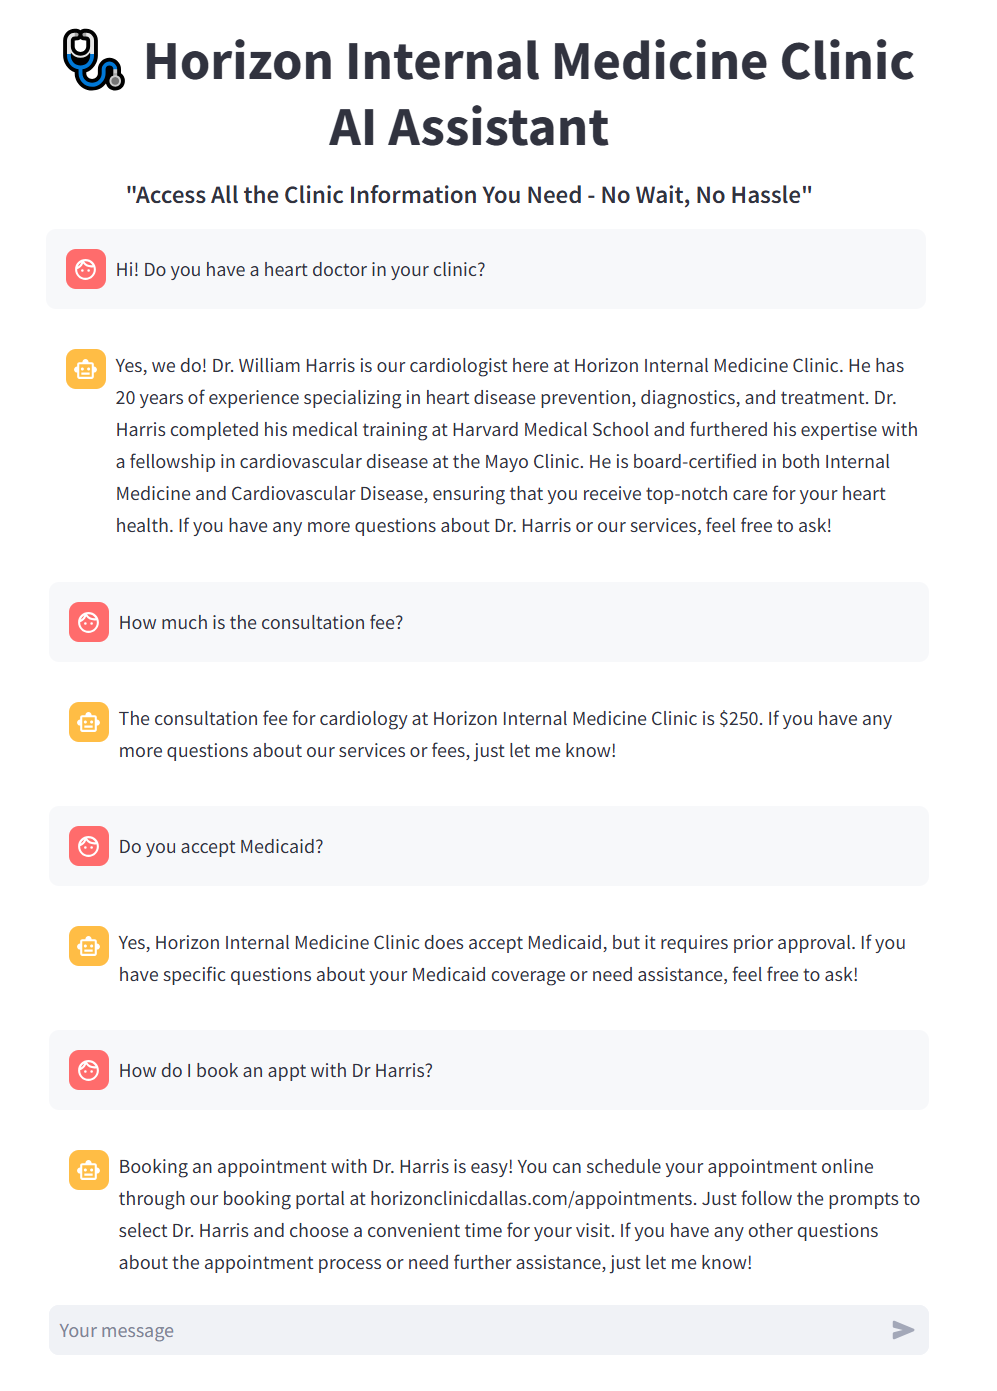 Horizon Internal Medicine Clinic
AI Assistant
"Access All the Clinic Information You Need - No Wait, No Hassle"
Hi! Do you have a heart doctor in your clinic?
Yes, we do! Dr. William Harris is our cardiologist here at Horizon Internal Medicine Clinic. He has
20 years of experience specializing in heart disease prevention, diagnostics, and treatment. Dr.
Harris completed his medical training at Harvard Medical School and furthered his expertise with
a fellowship in cardiovascular disease at the Mayo Clinic. He is board-certified in both Internal
Medicine and Cardiovascular Disease, ensuring that you receive top-notch care for your heart
health. If you have any more questions about Dr. Harris or our services, feel free to ask!
How much is the consultation fee?
The consultation fee for cardiology at Horizon Internal Medicine Clinic is $250. If you have any
more questions about our services or fees, just let me know!
Do you accept Medicaid?
Yes, Horizon Internal Medicine Clinic does accept Medicaid, but it requires prior approval. If you
have specific questions about your Medicaid coverage or need assistance, feel free to ask!
How do I book an appt with Dr Harris?
Booking an appointment with Dr. Harris is easy! You can schedule your appointment online
through our booking portal at horizonclinicdallas.com/appointments. Just follow the prompts to
select Dr. Harris and choose a convenient time for your visit. If you have any other questions
about the appointment process or need further assistance, just let me know!
Your message